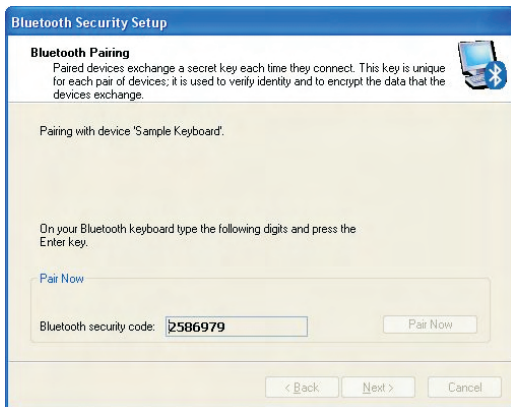 Bluetooth Security Setup
Bluetooth Pairing
Paired devices exchange a secret key each time they connect. This key is unique
for each pair of devices; it is used to verify identity and to encrypt the data that the
devices exchange.
Pairing with device 'Sample Keyboard'.
On your Bluetooth keyboard type the following digits and press the
Enter key.
Pair Now
Bluetooth security code: 2586979 Pair Now
< Back Next > Cancel